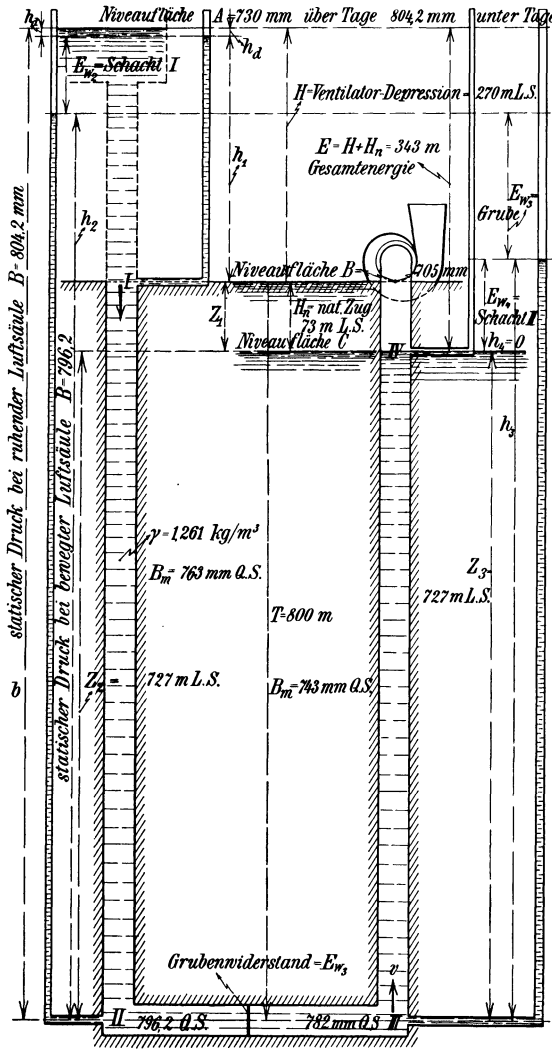 Niveaufläche A = 730 mm über Tage 804,2 mm unter Tage
h_d
E_w2 = Schacht I
H = Ventilator-Depression = 270 m L.S.
E = H + H_n = 343 m
Gesamtenergie
h_1
h_2
E_w3 =
Grube
Niveaufläche B = 705 mm
I
Z_1
H_n = nat. Zug
73 m L.S.
E_w4 =
Schacht II
h_4 = 0
Niveaufläche C
IV
h_3
statischer Druck bei ruhender Luftsäule B = 804,2 mm
statischer Druck bei bewegter Luftsäule B = 796,2
γ = 1,261 kg/m³
B_m = 763 mm Q.S.
T = 800 m
Z_3 =
727 m L.S.
Z_2 = 727 m L.S.
B_m = 743 mm Q.S.
b
Grubenwiderstand = E_w3
v
II 796,2 Q.S. 782 mm Q.S. III